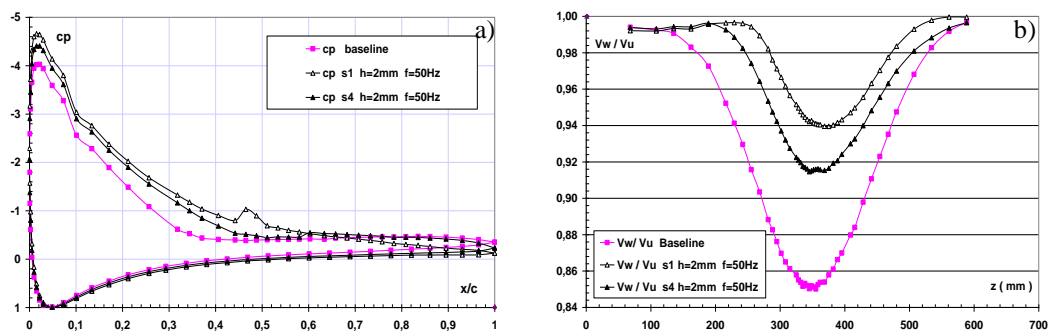 -5
cp
a)
cp baseline
cp s1 h=2mm f=50Hz
cp s4 h=2mm f=50Hz
-4
-3
-2
-1
0
1
x/c
0
0,1
0,2
0,3
0,4
0,5
0,6
0,7
0,8
0,9
1
1,00
Vw / Vu
b)
0,98
0,96
0,94
0,92
0,90
0,88
0,86
0,84
Vw/ Vu Baseline
Vw / Vu s1 h=2mm f=50Hz
Vw / Vu s4 h=2mm f=50Hz
z ( mm )
0
100
200
300
400
500
600
700